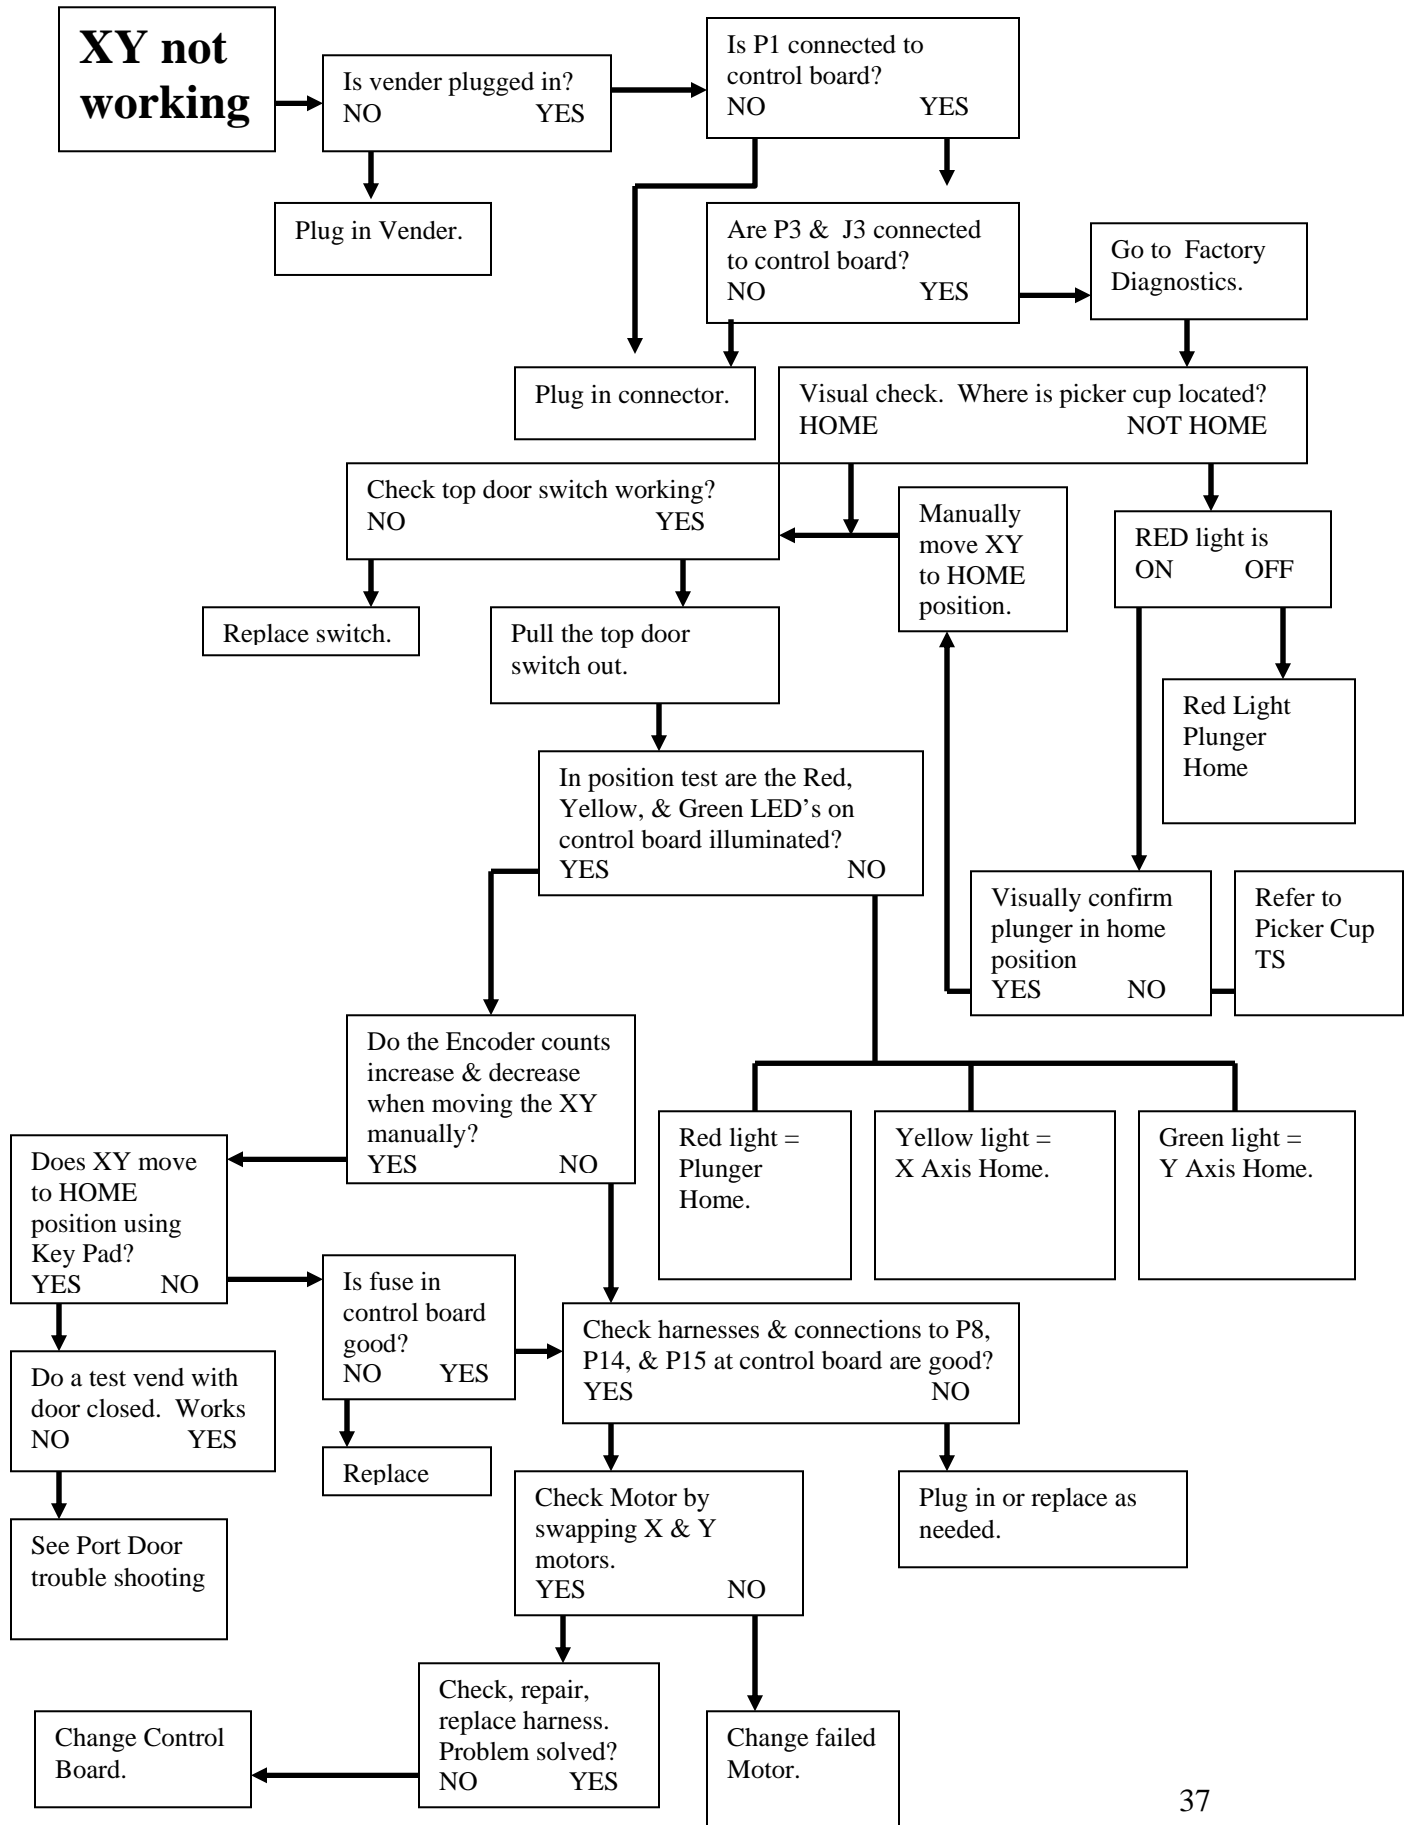 XY not
working
Is vender plugged in?
NO YES
Is P1 connected to
control board?
NO YES
Plug in Vender.
Are P3 & J3 connected
to control board?
NO YES
Go to Factory
Diagnostics.
Plug in connector.
Visual check. Where is picker cup located?
HOME NOT HOME
Check top door switch working?
NO YES
Manually
move XY
to HOME
position.
RED light is
ON OFF
Replace switch.
Pull the top door
switch out.
Red Light
Plunger
Home
In position test are the Red,
Yellow, & Green LED’s on
control board illuminated?
YES NO
Visually confirm
plunger in home
position
YES NO
Refer to
Picker Cup
TS
Do the Encoder counts
increase & decrease
when moving the XY
manually?
YES NO
Red light =
Plunger
Home.
Yellow light =
X Axis Home.
Green light =
Y Axis Home.
Does XY move
to HOME
position using
Key Pad?
YES NO
Is fuse in
control board
good?
NO YES
Check harnesses & connections to P8,
P14, & P15 at control board are good?
YES NO
Do a test vend with
door closed. Works
NO YES
Replace
Check Motor by
swapping X & Y
motors.
YES NO
Plug in or replace as
needed.
See Port Door
trouble shooting
Check, repair,
replace harness.
Problem solved?
NO YES
Change Control
Board.
Change failed
Motor.
37